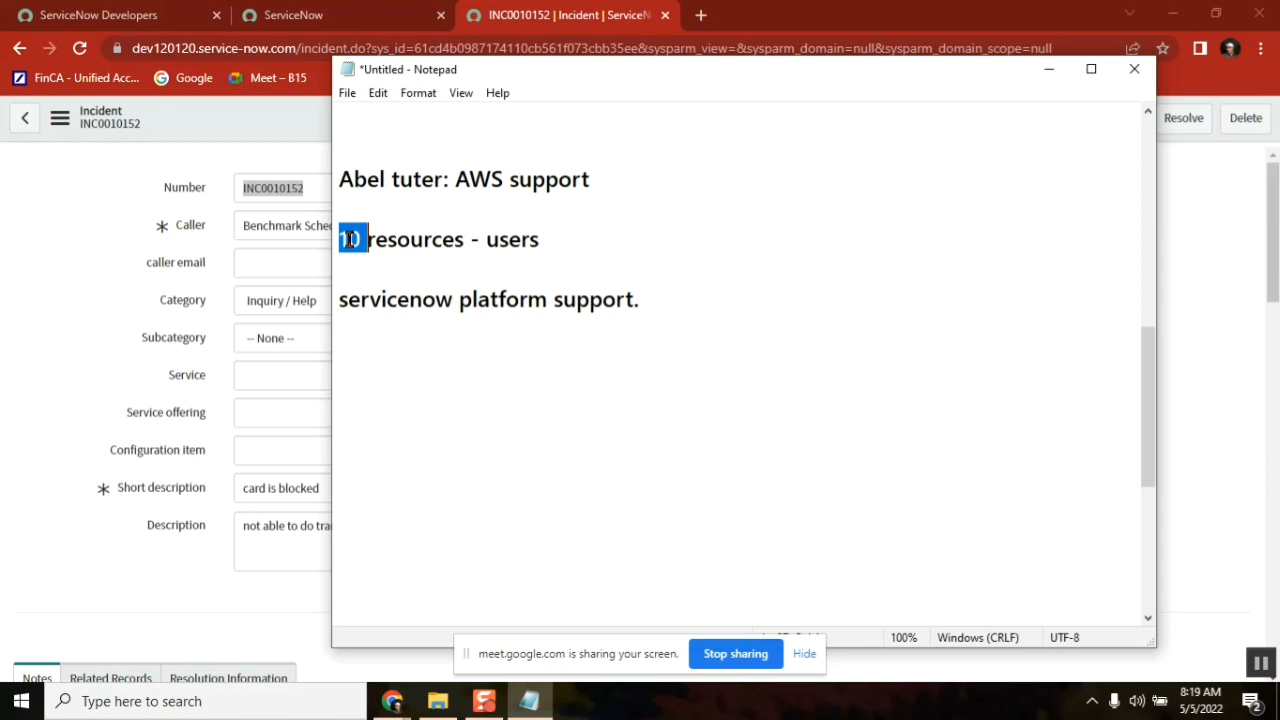 ServiceNow Developers
ServiceNow
INC0010152 | Incident | ServiceN
dev120120.service-now.com/incident.do?sys_id=61cd4b0987174110cb561f073cbb35ee&sysparm_view=&sysparm_domain=null&sysparm_domain_scope=null
FinCA - Unified Acc...
Google
Meet – B15
*Untitled - Notepad
File Edit Format View Help
Incident
INC0010152
Resolve
Delete
Abel tuter: AWS support
10 resources - users
servicenow platform support.
Number
INC0010152
Caller
Benchmark Sched
caller email
Category
Inquiry / Help
Subcategory
-- None --
Service
Service offering
Configuration item
Short description
card is blocked
Description
not able to do tra
100%
Windows (CRLF)
UTF-8
meet.google.com is sharing your screen.
Stop sharing
Hide
Notes
Related Records
Resolution Information
Type here to search
8:19 AM
5/5/2022
2